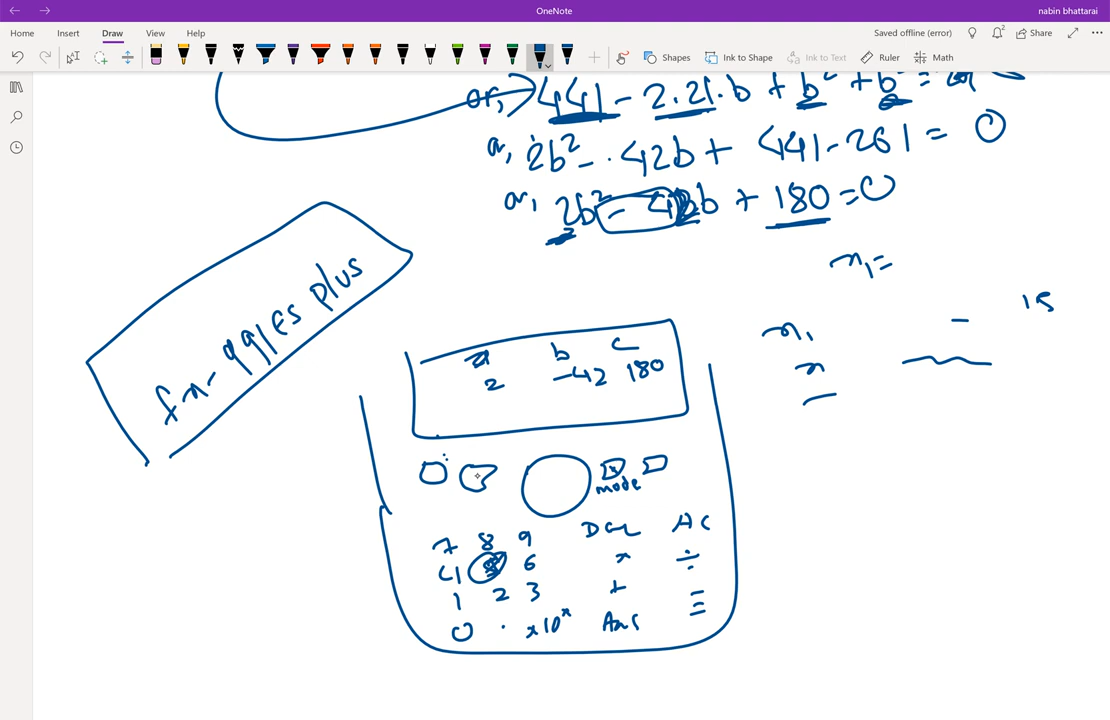 OneNote
nabin bhattarai
Home Insert Draw View Help
Saved offline (error)
Share
Shapes Ink to Shape Ink to Text Ruler Math
or, 441 - 2.21.b + b² + b² =
or, 2b² - 42b + 441 - 261 = 0
or, 2b² - 42b + 180 = 0
x₁ =
15
fx-991ES plus
x₁
a b c
2 -42 180
x
mode
7 8 9 DEL AC
4 5 6 × ÷
1 2 3 +
0 . ×10ˣ Ans =